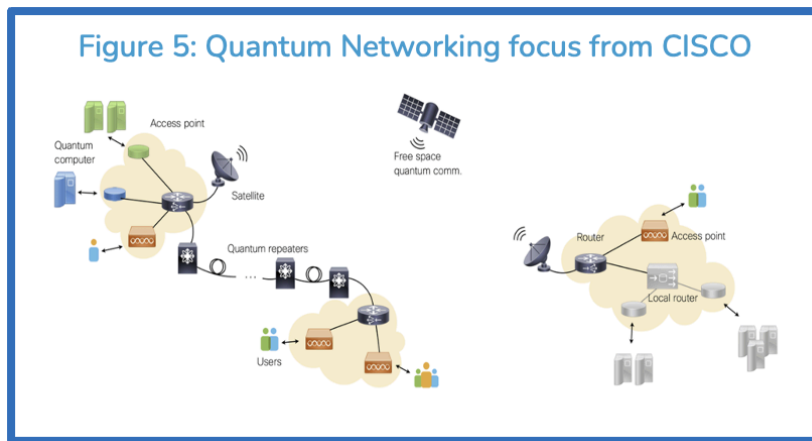 Figure 5: Quantum Networking focus from CISCO
Access point
Quantum
computer
Satellite
Free space
quantum comm.
Quantum repeaters
...
Users
Router
Access point
Local router